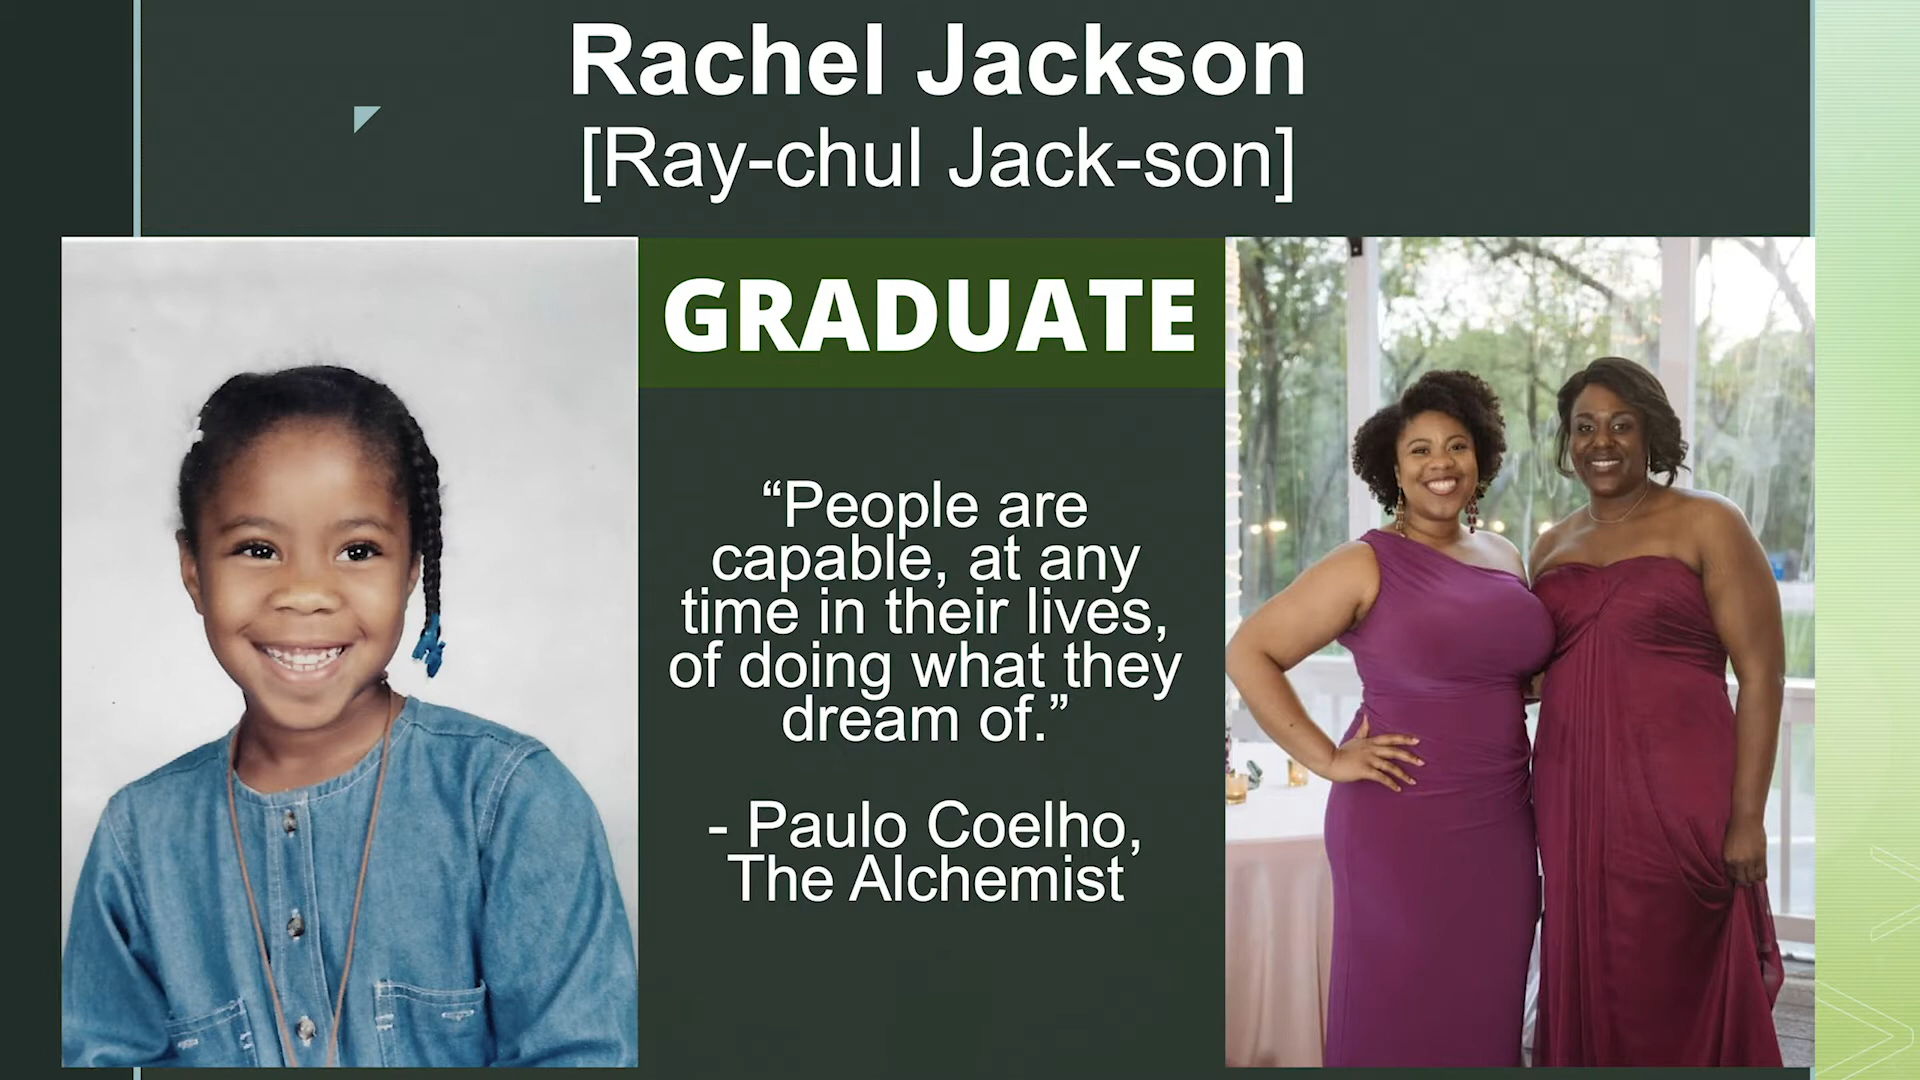 Rachel Jackson
[Ray-chul Jack-son]
GRADUATE
“People are
capable, at any
time in their lives,
of doing what they
dream of.”
- Paulo Coelho,
The Alchemist